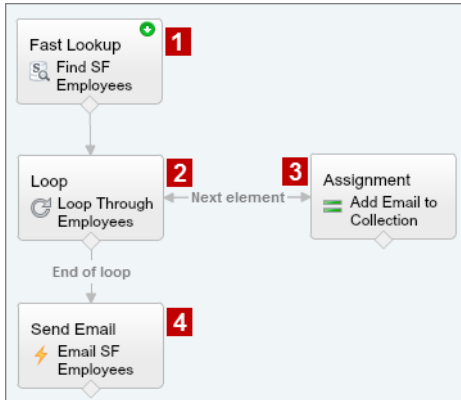 Fast Lookup
1
Find SF
Employees
Loop
2
Loop Through
Employees
Next element
3
Assignment
Add Email to
Collection
End of loop
Send Email
4
Email SF
Employees